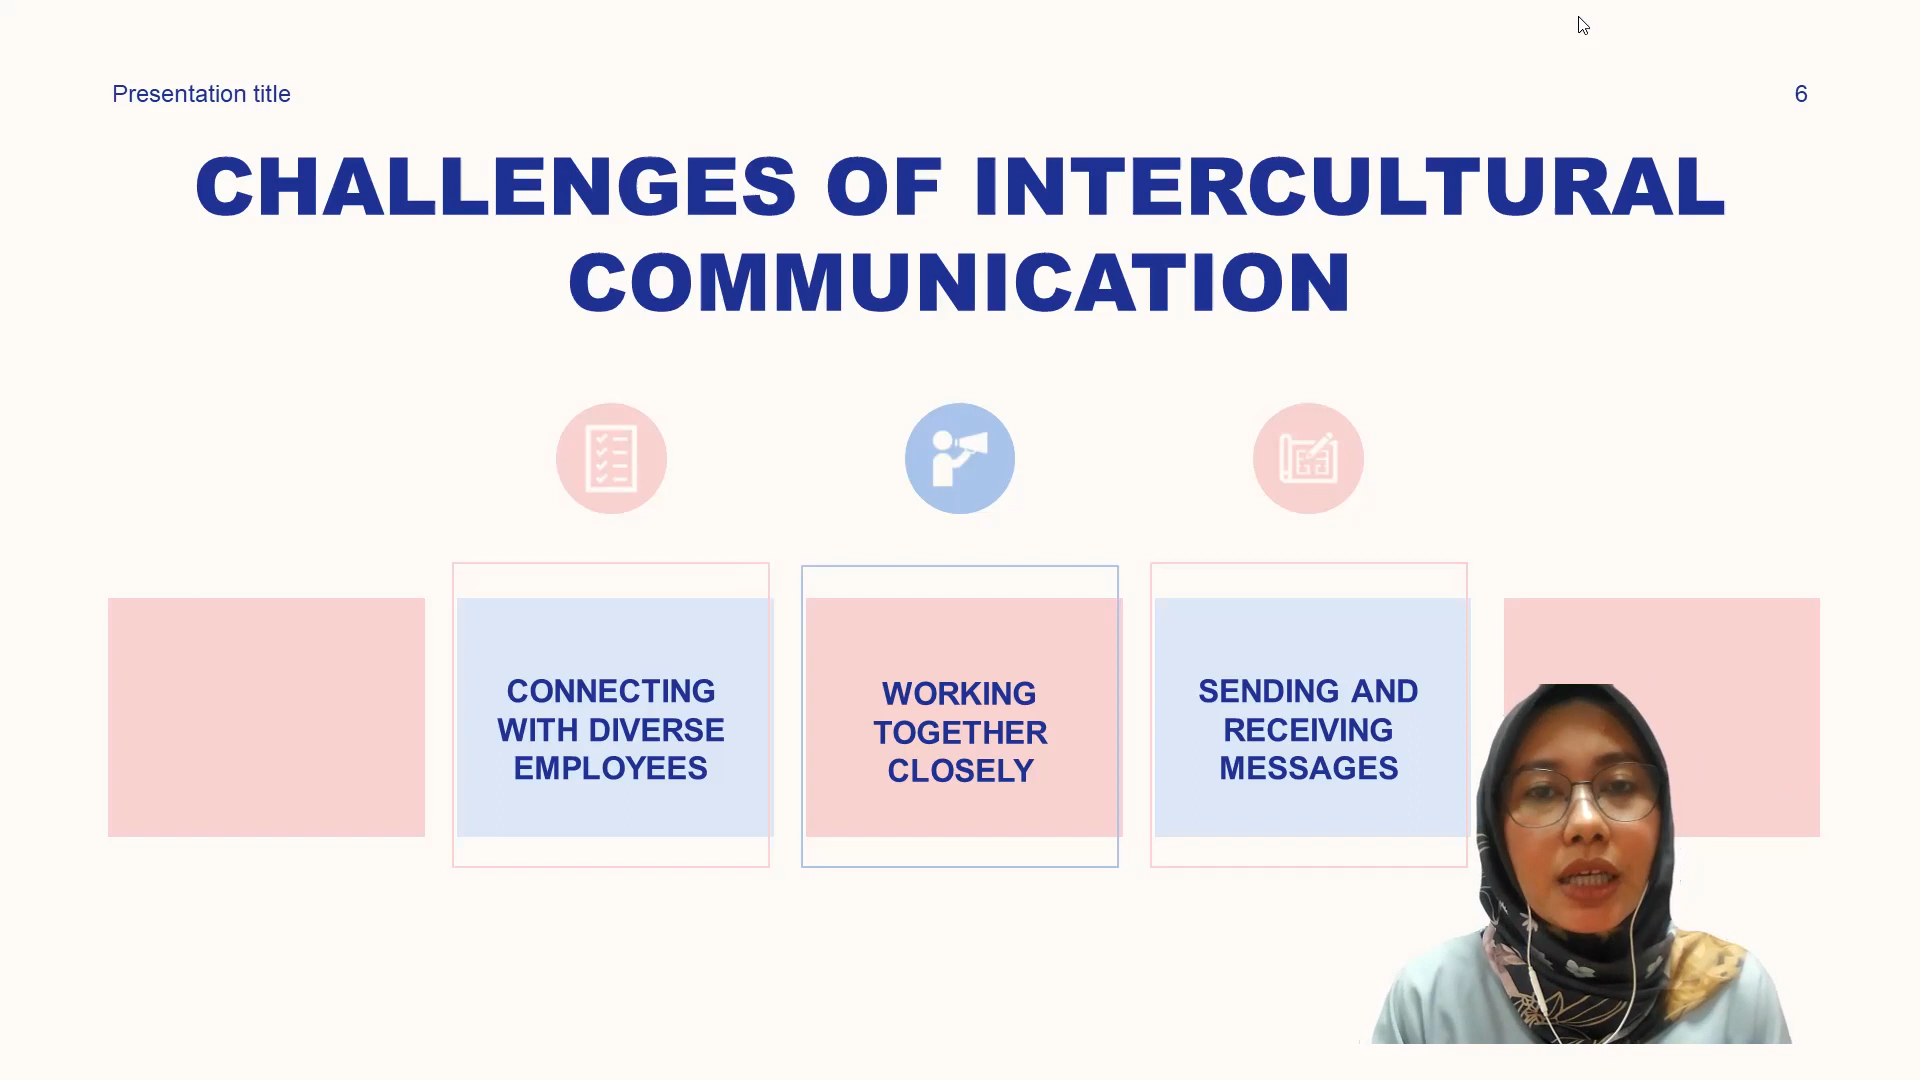 Presentation title
6
CHALLENGES OF INTERCULTURAL
COMMUNICATION
CONNECTING
WITH DIVERSE
EMPLOYEES
WORKING
TOGETHER
CLOSELY
SENDING AND
RECEIVING
MESSAGES